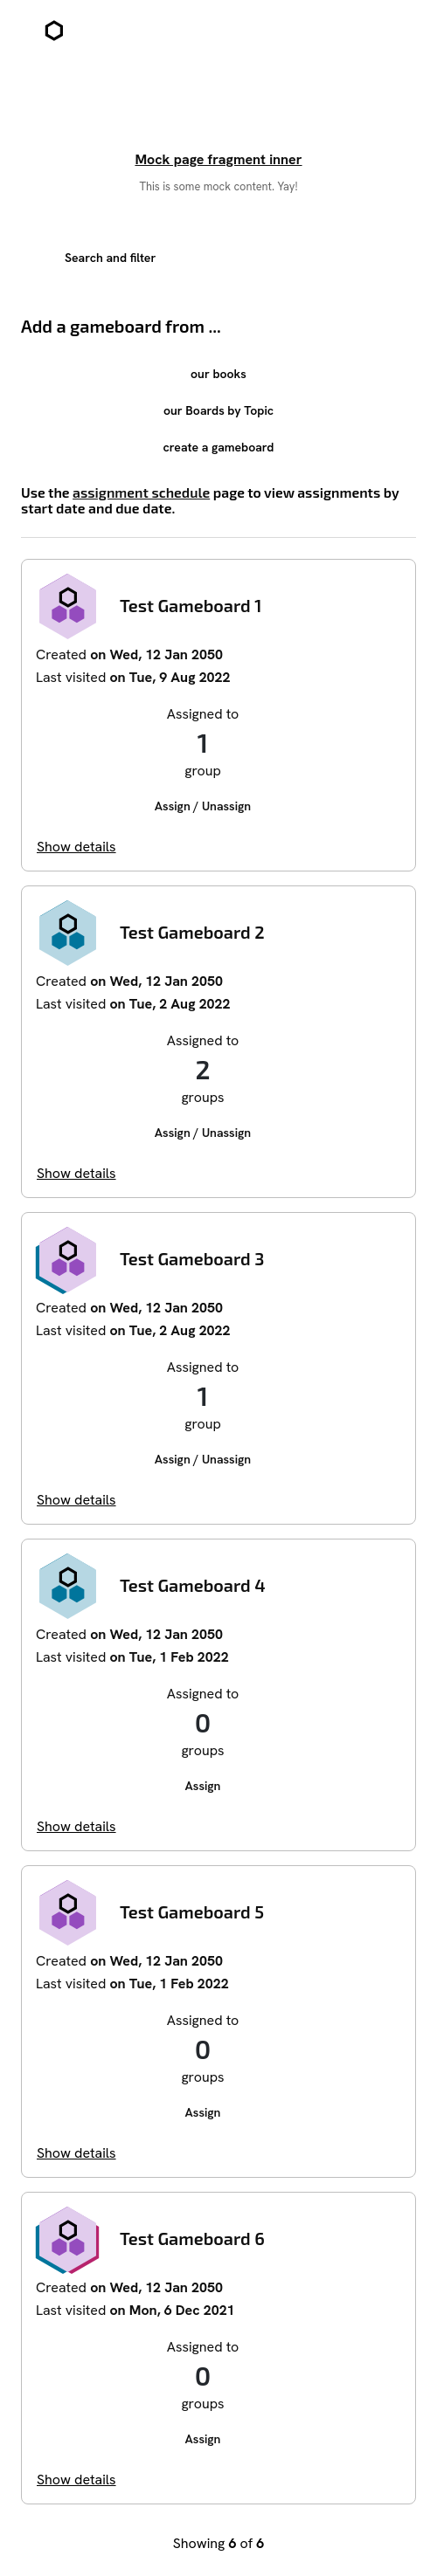 Mock page fragment inner
This is some mock content. Yay!
Search and filter
Add a gameboard from ...
our books
our Boards by Topic
create a gameboard
Use the assignment schedule page to view assignments by
start date and due date.
Test Gameboard 1
Created on Wed, 12 Jan 2050
Last visited on Tue, 9 Aug 2022
Assigned to
1
group
Assign / Unassign
Show details
Test Gameboard 2
Created on Wed, 12 Jan 2050
Last visited on Tue, 2 Aug 2022
Assigned to
2
groups
Assign / Unassign
Show details
Test Gameboard 3
Created on Wed, 12 Jan 2050
Last visited on Tue, 2 Aug 2022
Assigned to
1
group
Assign / Unassign
Show details
Test Gameboard 4
Created on Wed, 12 Jan 2050
Last visited on Tue, 1 Feb 2022
Assigned to
0
groups
Assign
Show details
Test Gameboard 5
Created on Wed, 12 Jan 2050
Last visited on Tue, 1 Feb 2022
Assigned to
0
groups
Assign
Show details
Test Gameboard 6
Created on Wed, 12 Jan 2050
Last visited on Mon, 6 Dec 2021
Assigned to
0
groups
Assign
Show details
Showing 6 of 6